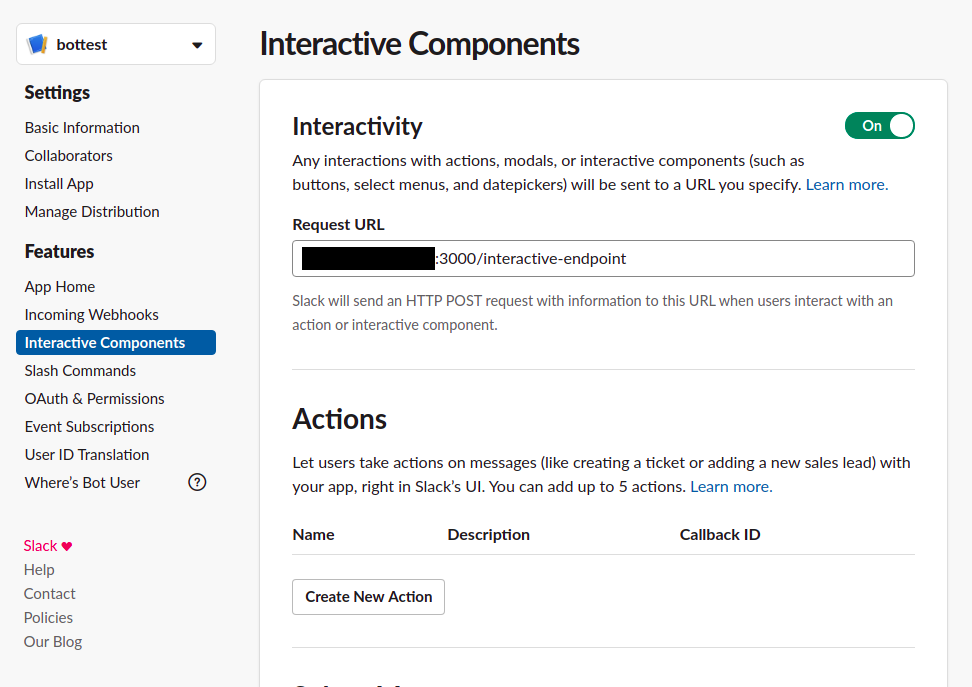 bottest
Settings
Basic Information
Collaborators
Install App
Manage Distribution
Features
App Home
Incoming Webhooks
Interactive Components
Slash Commands
OAuth & Permissions
Event Subscriptions
User ID Translation
Where's Bot User
?
Slack
Help
Contact
Policies
Our Blog
Interactive Components
Interactivity
On
Any interactions with actions, modals, or interactive components (such as
buttons, select menus, and datepickers) will be sent to a URL you specify. Learn more.
Request URL
:3000/interactive-endpoint
Slack will send an HTTP POST request with information to this URL when users interact with an
action or interactive component.
Actions
Let users take actions on messages (like creating a ticket or adding a new sales lead) with
your app, right in Slack's UI. You can add up to 5 actions. Learn more.
Name Description Callback ID
Create New Action